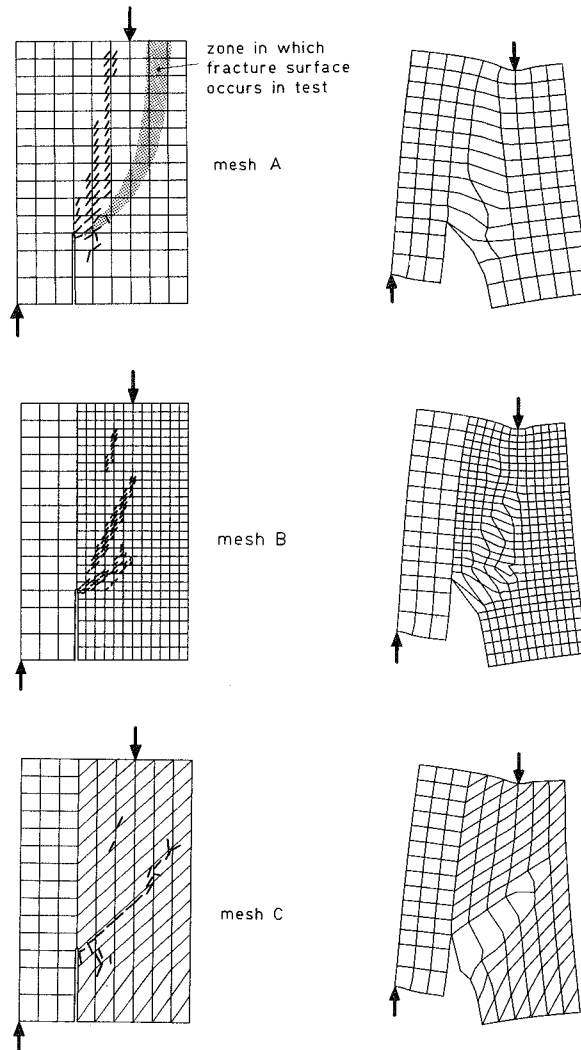 zone in which
fracture surface
occurs in test
mesh A
mesh B
mesh C